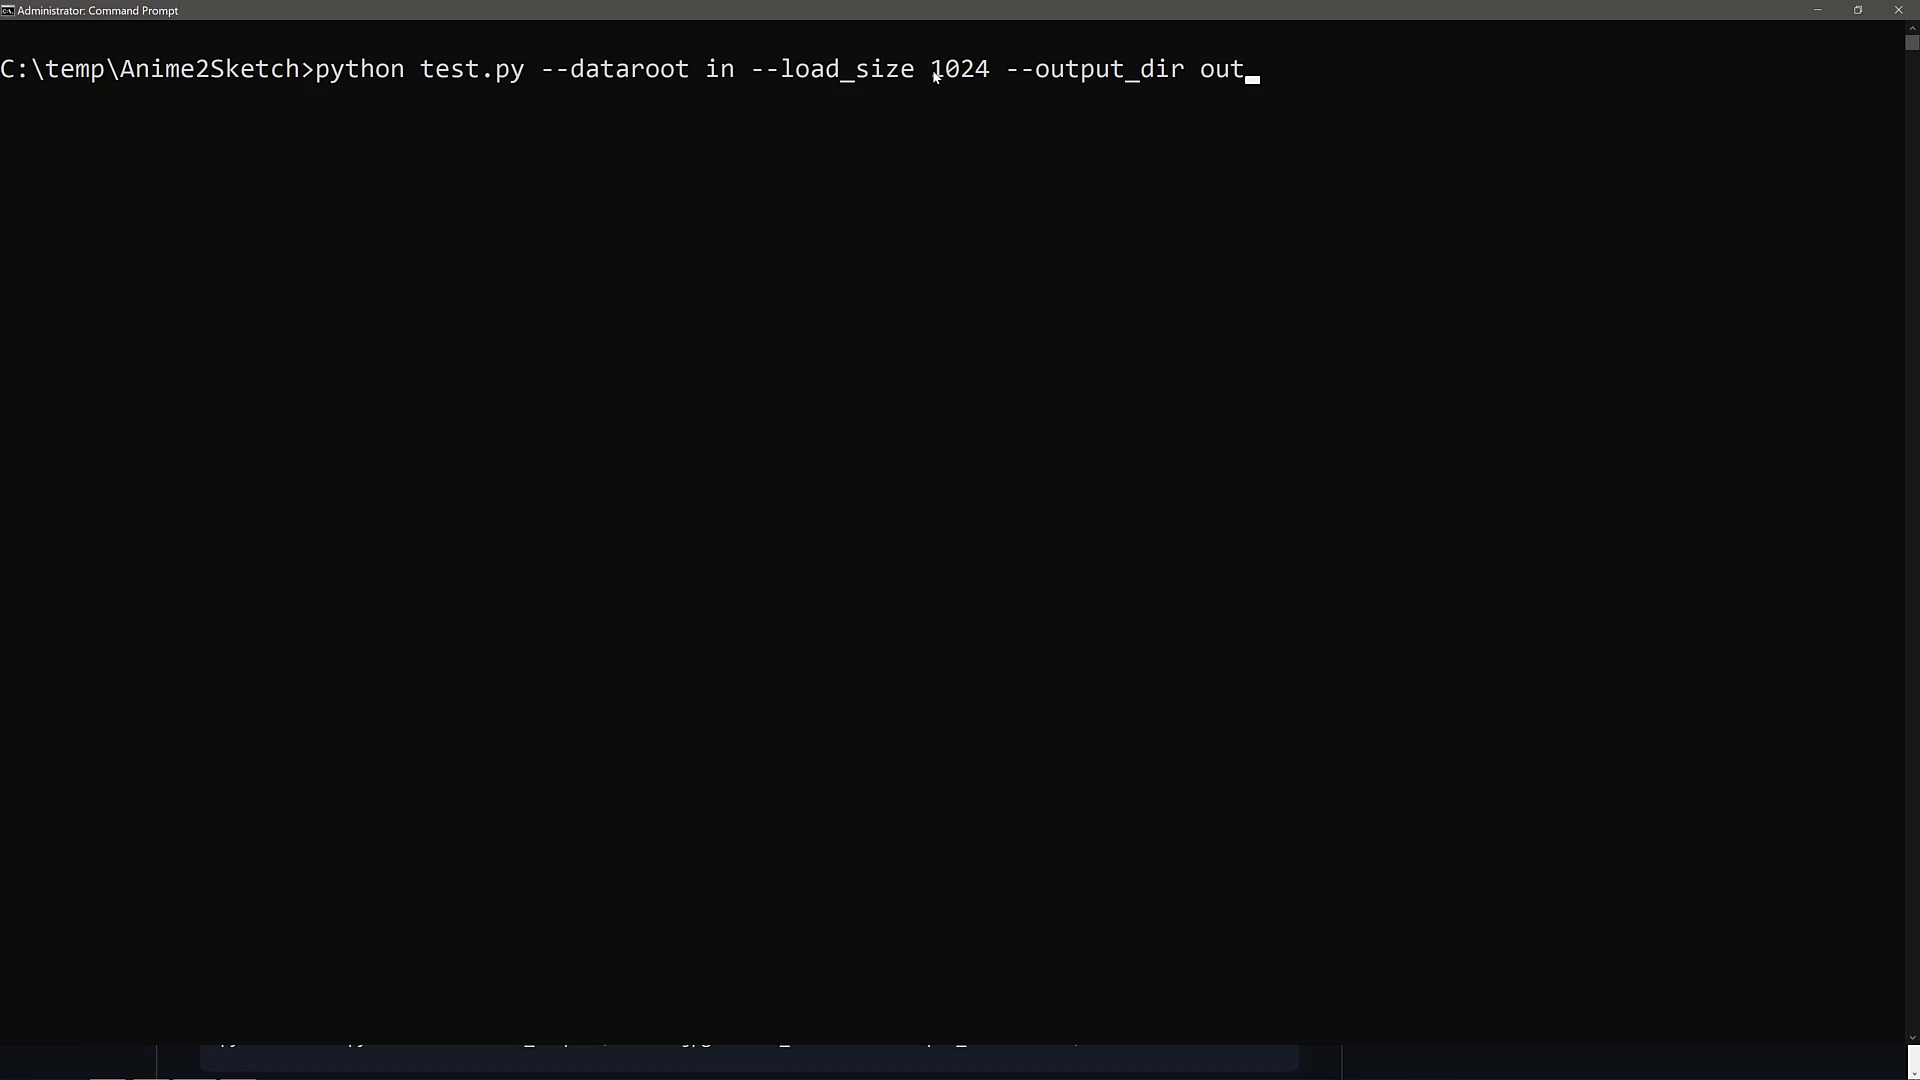 Administrator: Command Prompt
C:\temp\Anime2Sketch>python test.py --dataroot in --load_size 1024 --output_dir out